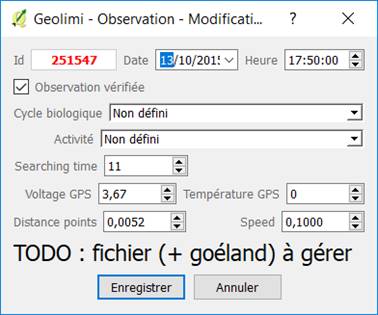 Geolimi - Observation - Modificati... ?
Id 251547 Date 13/10/2015 Heure 17:50:00
Observation vérifiée
Cycle biologique Non défini
Activité Non défini
Searching time 11
Voltage GPS 3,67 Température GPS 0
Distance points 0,0052 Speed 0,1000
TODO : fichier (+ goéland) à gérer
Enregistrer Annuler